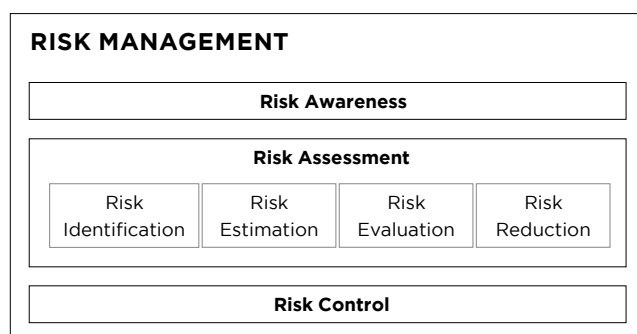 RISK MANAGEMENT
Risk Awareness
Risk Assessment
Risk
Identification
Risk
Estimation
Risk
Evaluation
Risk
Reduction
Risk Control